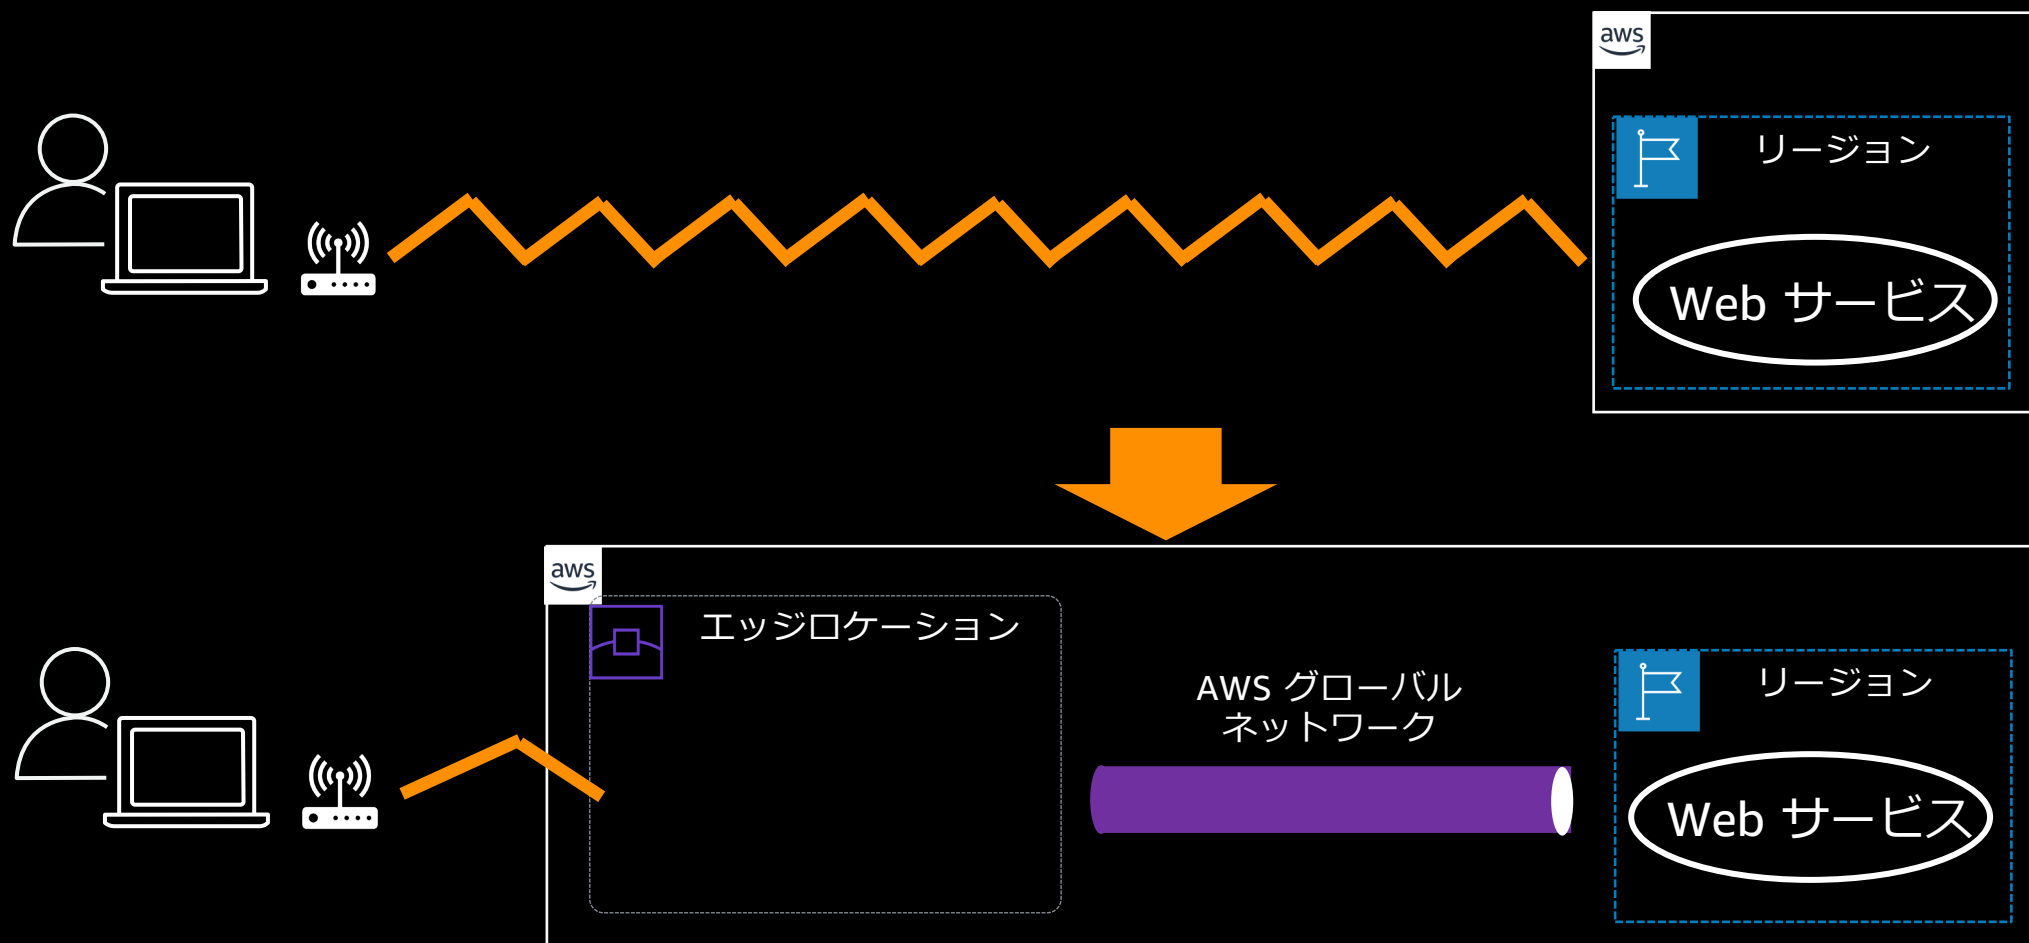 aws
リージョン
Web サービス
aws
エッジロケーション
AWS グローバル
ネットワーク
リージョン
Web サービス